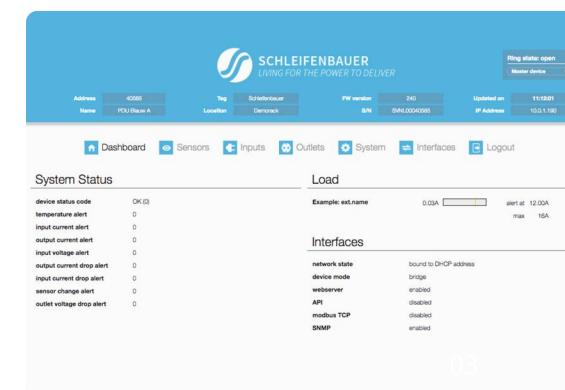 SCHLEIFENBAUER
LIVING FOR THE POWER TO DELIVER
Ring state: open
Master device
Address 40585 Tag Schleifenbauer FW version 240 Updated on 11:12:01
Name PDU Blauw A Location Demorack S/N SVNL00040585 IP Address 10.0.1.190
Dashboard Sensors Inputs Outlets System Interfaces Logout
System Status
device status code OK (0)
temperature alert 0
input current alert 0
output current alert 0
input voltage alert 0
output current drop alert 0
input current drop alert 0
sensor change alert 0
outlet voltage drop alert 0
Load
Example: ext.name 0.03A alert at 12.00A
max 16A
Interfaces
network state bound to DHCP address
device mode bridge
webserver enabled
API disabled
modbus TCP disabled
SNMP enabled
03